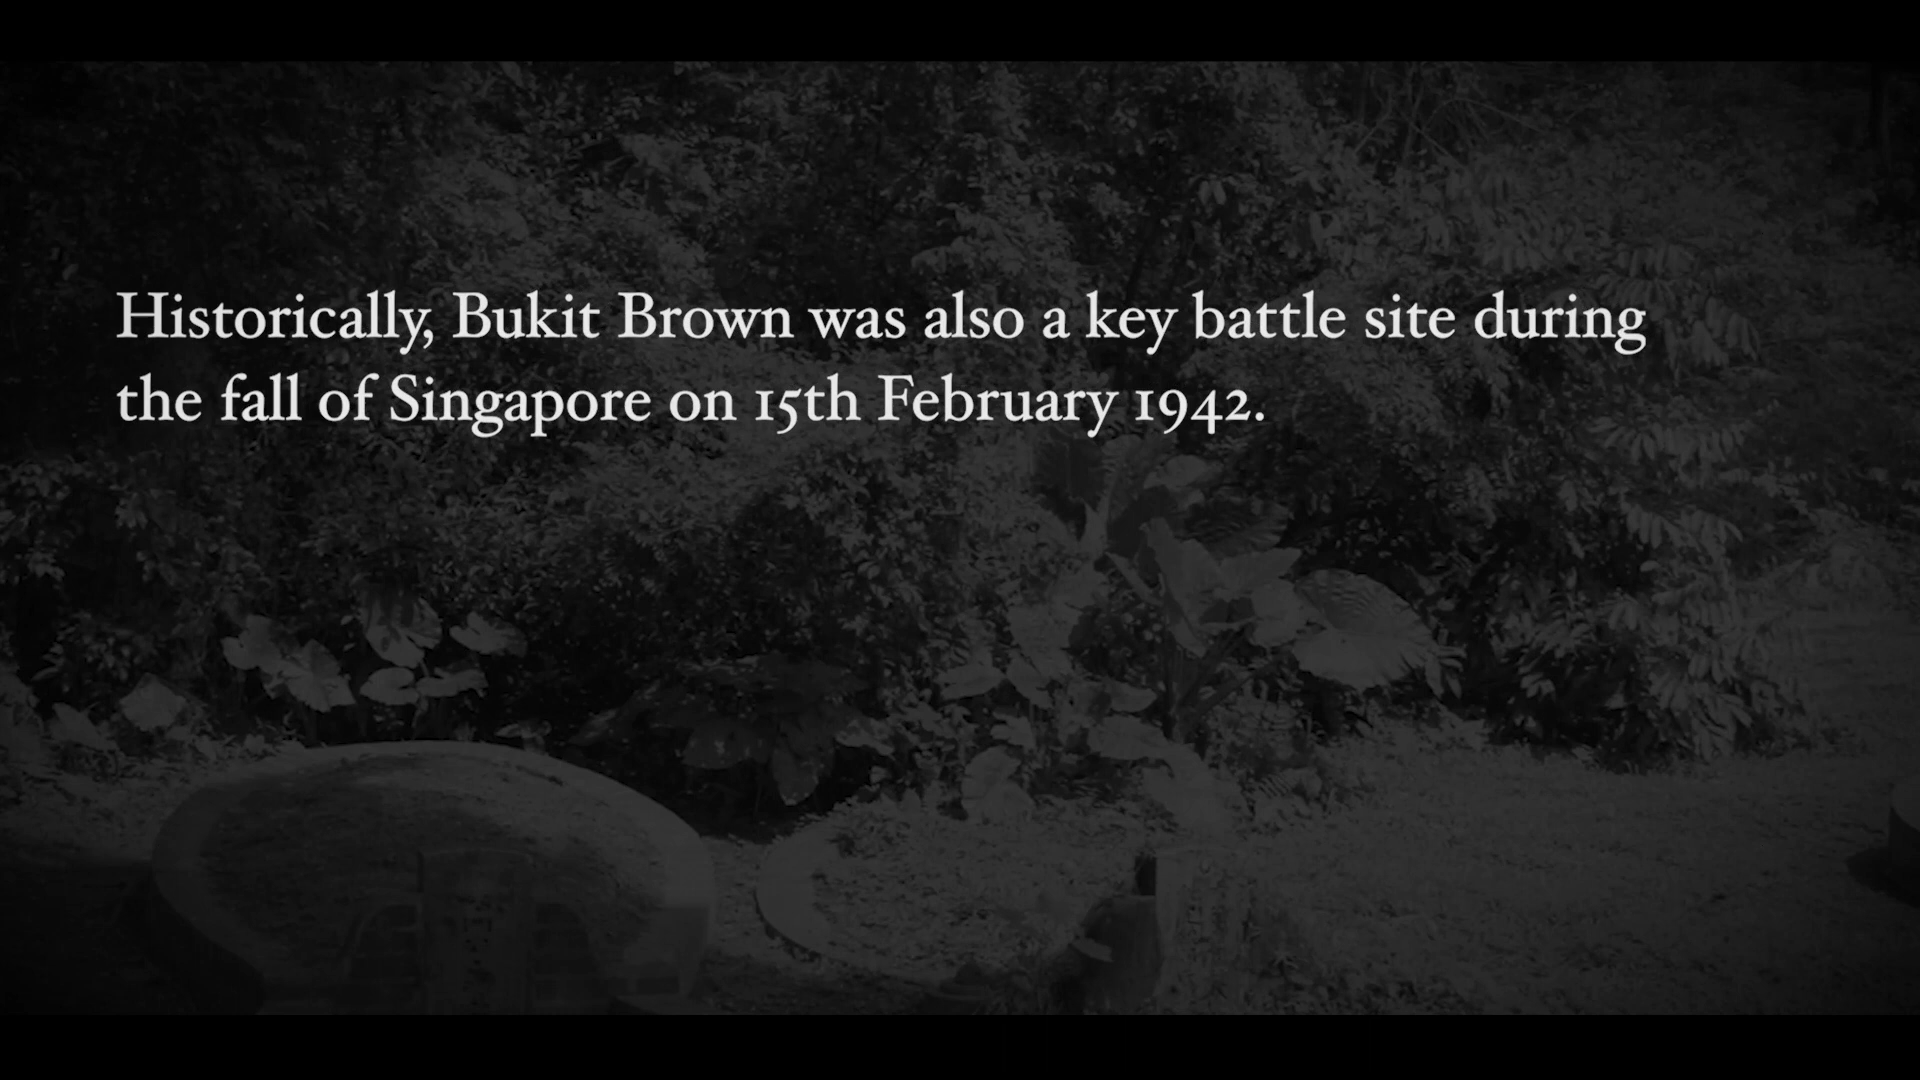 Historically, Bukit Brown was also a key battle site during
the fall of Singapore on 15th February 1942.